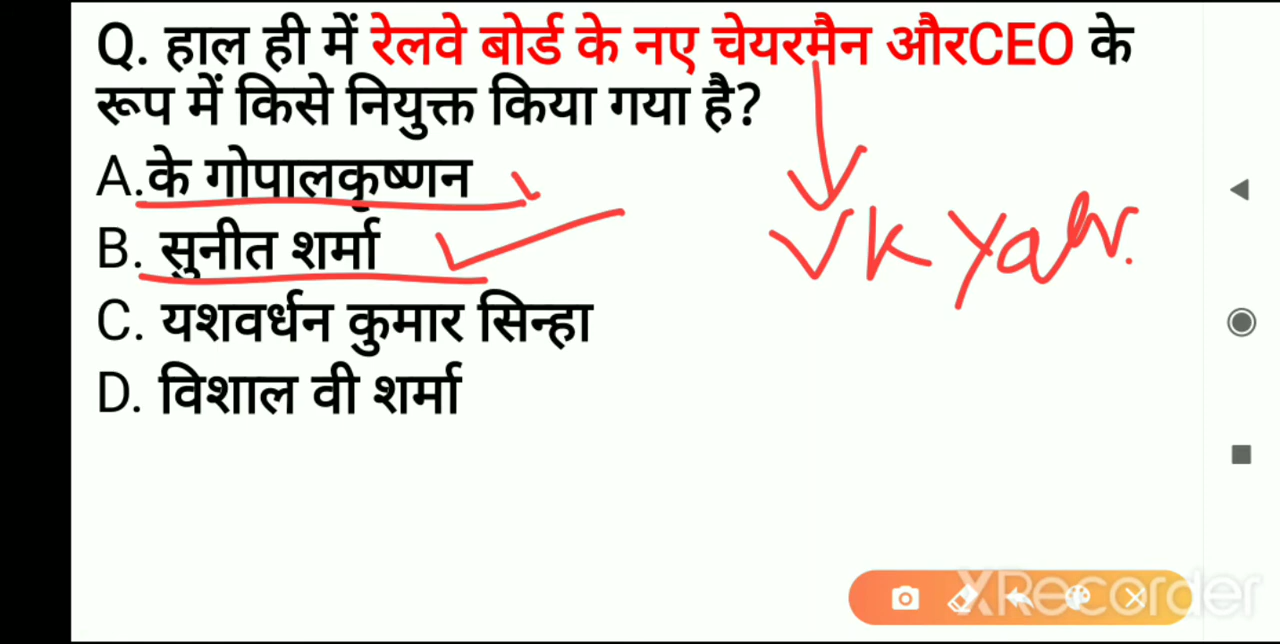 Q. हाल ही में रेलवे बोर्ड के नए चेयरमैन औरCEO के
रूप में किसे नियुक्त किया गया है?
A.के गोपालकृष्णन
B. सुनीत शर्मा
C. यशवर्धन कुमार सिन्हा
D. विशाल वी शर्मा
VK Yadav.
XRecorder